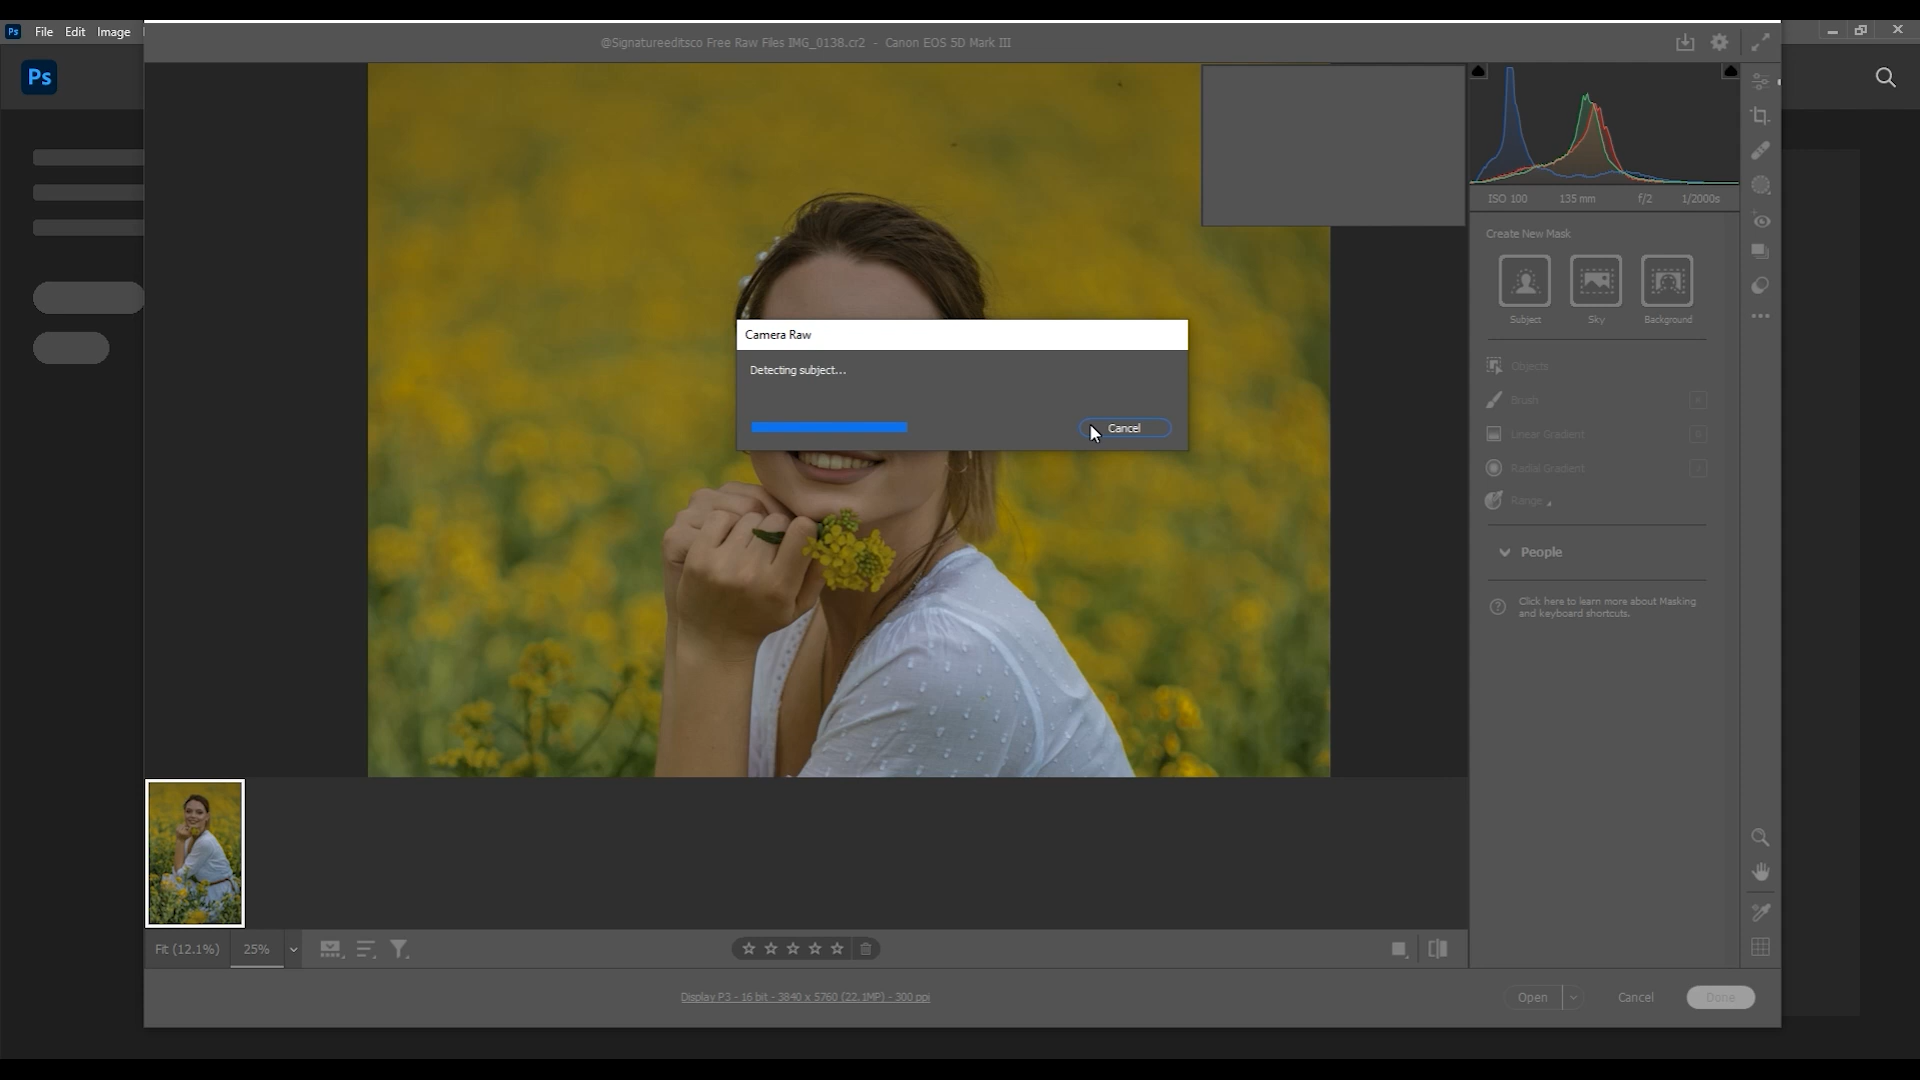 Ps File Edit Image
@Signatureeditsco Free Raw Files IMG_0138.cr2 - Canon EOS 5D Mark III
Ps
ISO 100 135 mm f/2 1/2000s
Create New Mask
Subject Sky Background
Camera Raw
Detecting subject...
Cancel
Objects
Brush K
Linear Gradient
Radial Gradient
Range
People
Click here to learn more about Masking
and keyboard shortcuts.
Fit (12.1%) 25%
Display P3 - 16 bit - 3840 x 5760 (22.1MP) - 300 ppi
Open Cancel Done